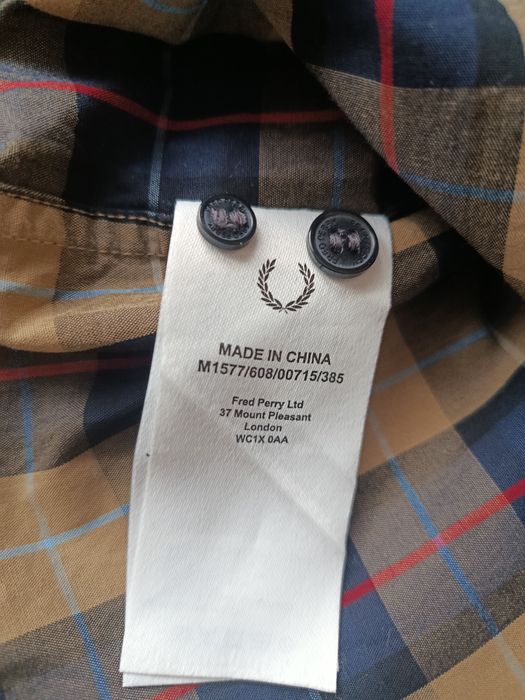 MADE IN CHINA
M1577/608/00715/385
Fred Perry Ltd
37 Mount Pleasant
London
WC1X 0AA